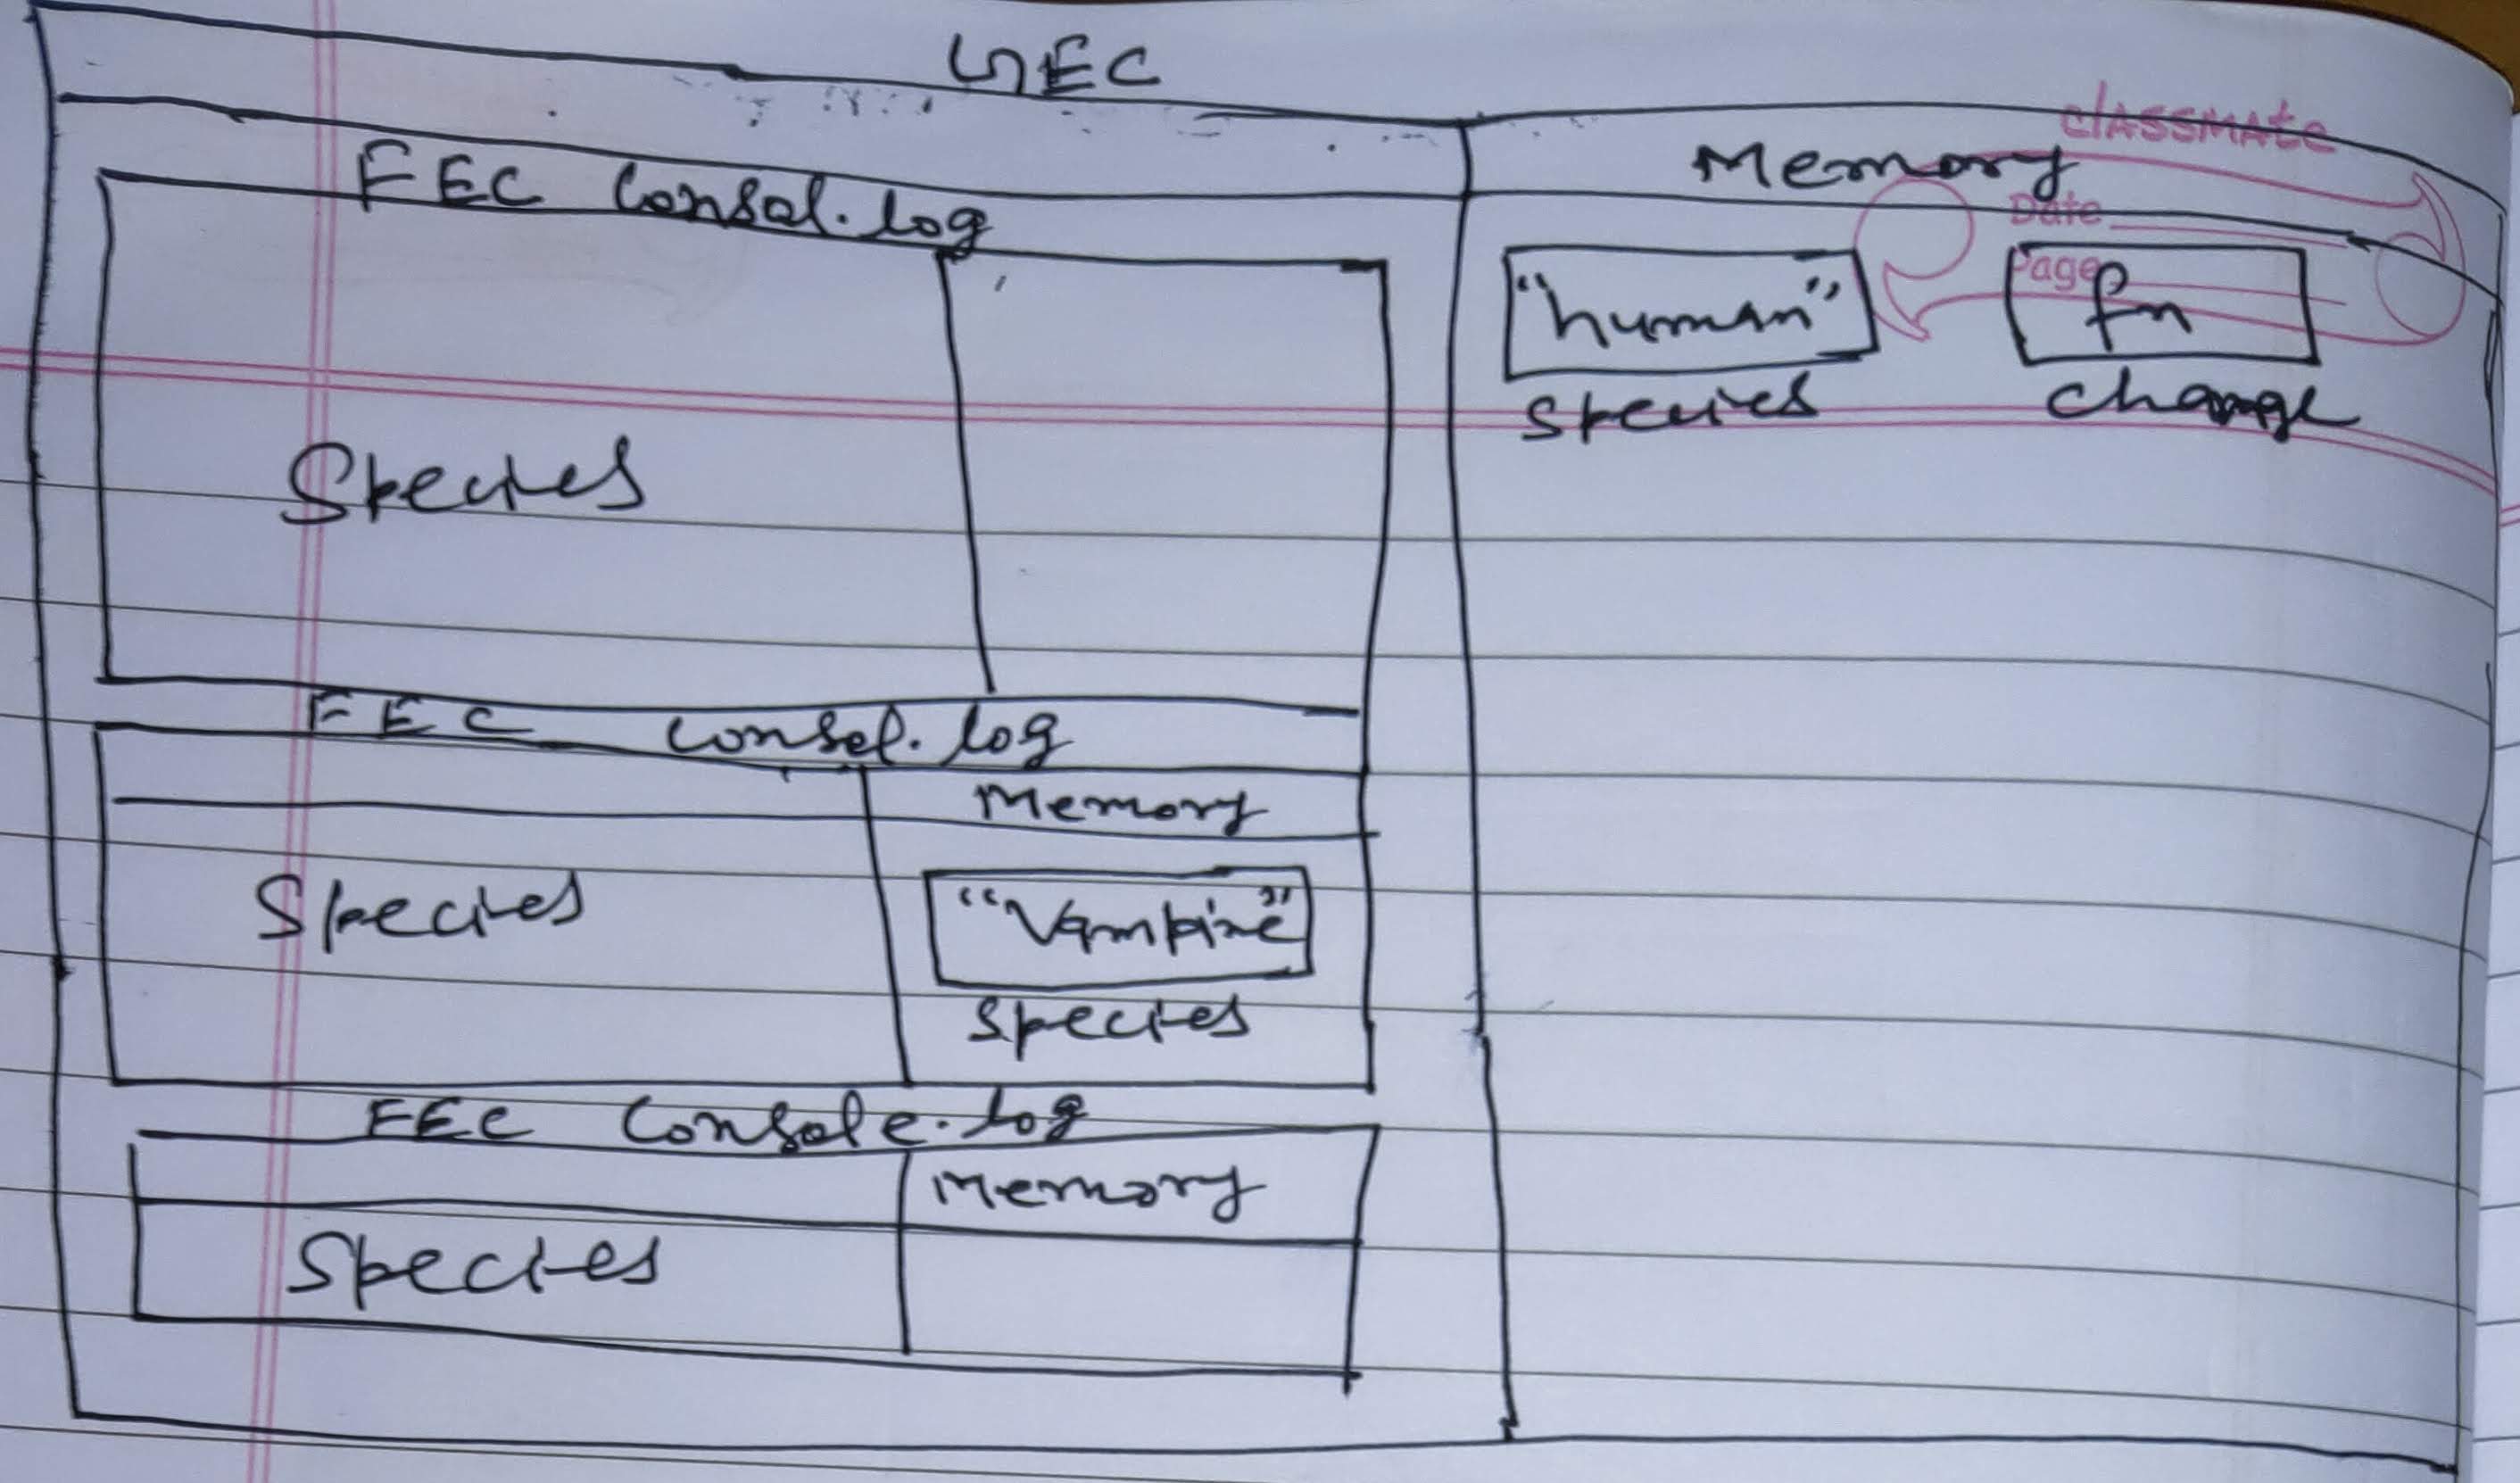 GEC
classmate
Memory
Date
Page
FEC Consol.log
"human" fn
Species change
Species
FEC Consol.log
Memory
Species "Vampire"
Species
FEC Console.log
Memory
Species